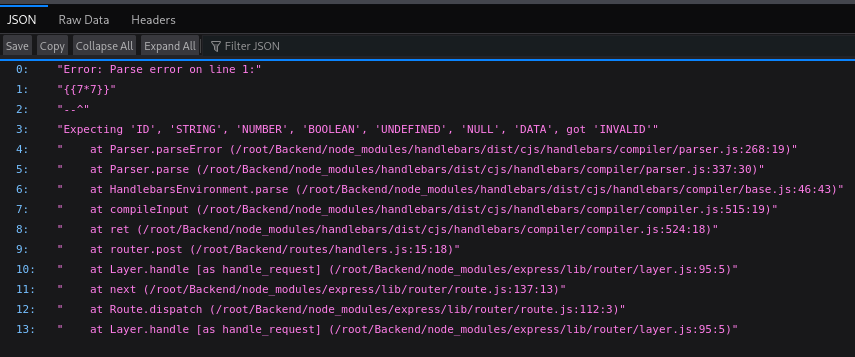 JSON Raw Data Headers
Save Copy Collapse All Expand All Filter JSON
0: "Error: Parse error on line 1:"
1: "{{7*7}}"
2: "--^"
3: "Expecting 'ID', 'STRING', 'NUMBER', 'BOOLEAN', 'UNDEFINED', 'NULL', 'DATA', got 'INVALID'"
4: "    at Parser.parseError (/root/Backend/node_modules/handlebars/dist/cjs/handlebars/compiler/parser.js:268:19)"
5: "    at Parser.parse (/root/Backend/node_modules/handlebars/dist/cjs/handlebars/compiler/parser.js:337:30)"
6: "    at HandlebarsEnvironment.parse (/root/Backend/node_modules/handlebars/dist/cjs/handlebars/compiler/base.js:46:43)"
7: "    at compileInput (/root/Backend/node_modules/handlebars/dist/cjs/handlebars/compiler/compiler.js:515:19)"
8: "    at ret (/root/Backend/node_modules/handlebars/dist/cjs/handlebars/compiler/compiler.js:524:18)"
9: "    at router.post (/root/Backend/routes/handlers.js:15:18)"
10: "    at Layer.handle [as handle_request] (/root/Backend/node_modules/express/lib/router/layer.js:95:5)"
11: "    at next (/root/Backend/node_modules/express/lib/router/route.js:137:13)"
12: "    at Route.dispatch (/root/Backend/node_modules/express/lib/router/route.js:112:3)"
13: "    at Layer.handle [as handle_request] (/root/Backend/node_modules/express/lib/router/layer.js:95:5)"